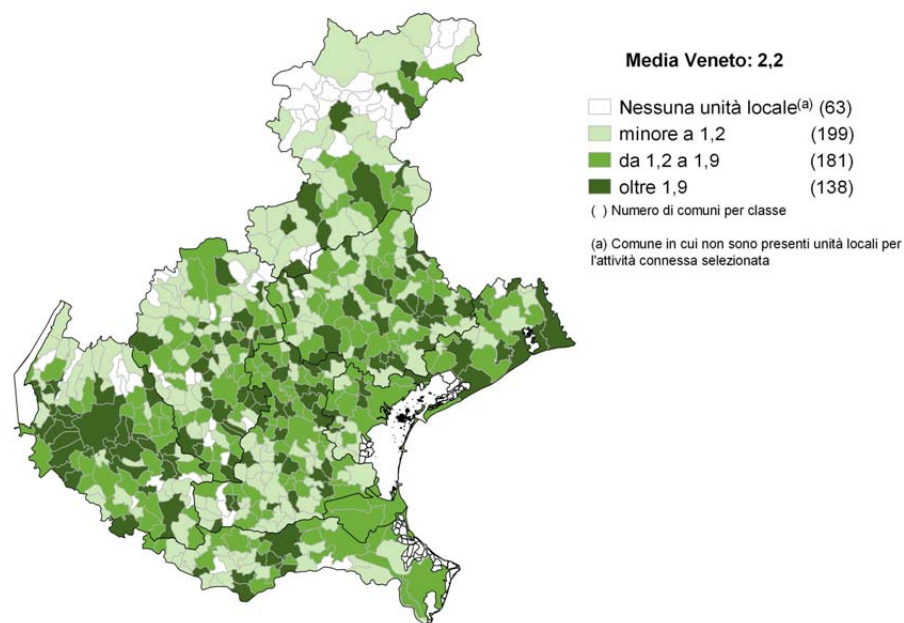 Media Veneto: 2,2
Nessuna unità locale(a) (63)
minore a 1,2 (199)
da 1,2 a 1,9 (181)
oltre 1,9 (138)
( ) Numero di comuni per classe
(a) Comune in cui non sono presenti unità locali per
l'attività connessa selezionata